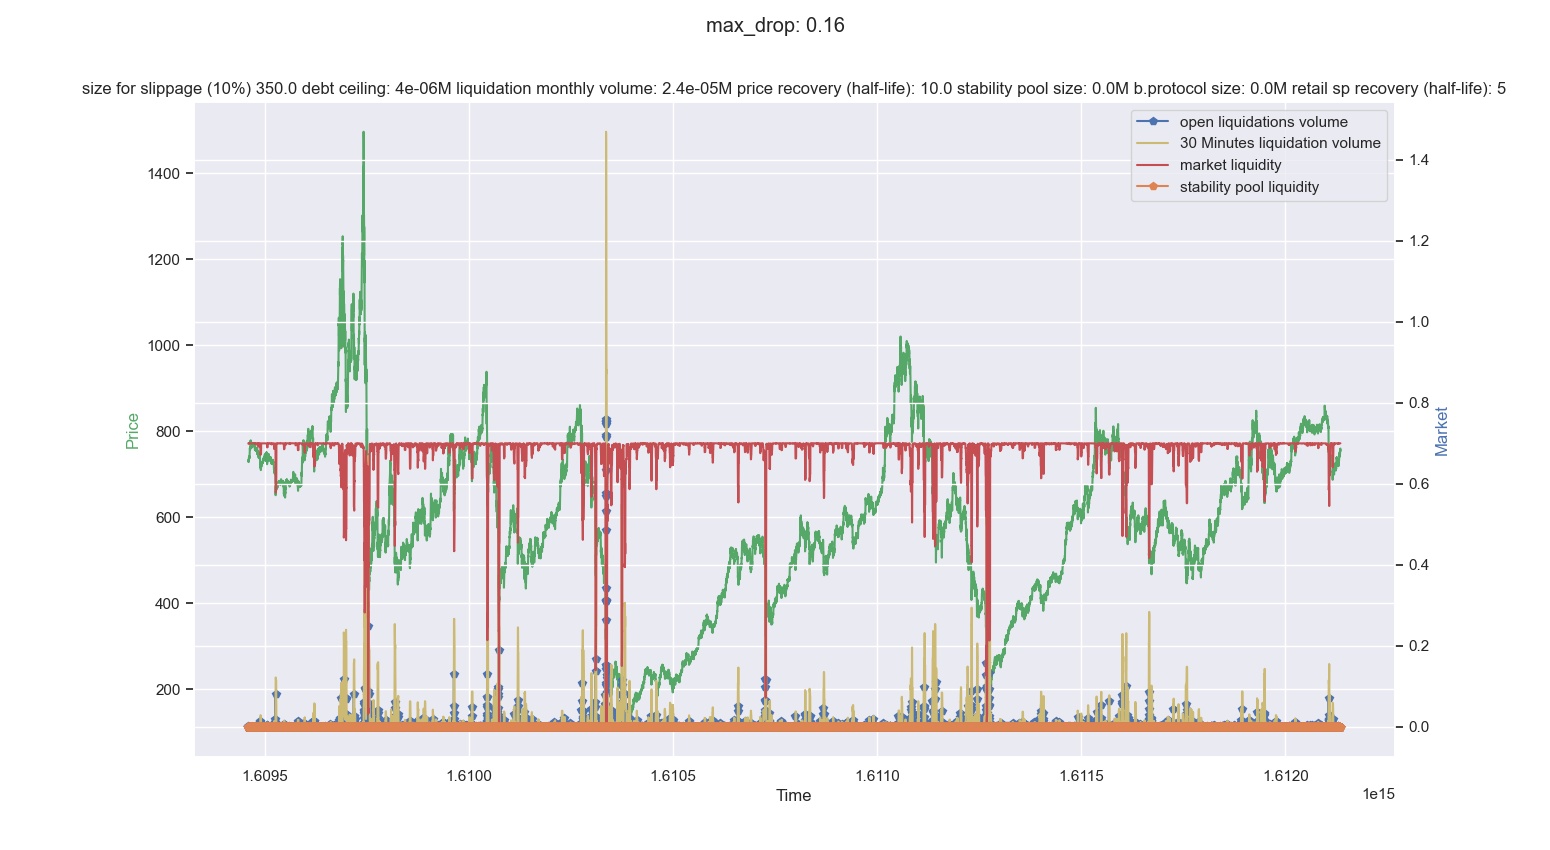 max_drop: 0.16
size for slippage (10%) 350.0 debt ceiling: 4e-06M liquidation monthly volume: 2.4e-05M price recovery (half-life): 10.0 stability pool size: 0.0M b.protocol size: 0.0M retail sp recovery (half-life): 5
open liquidations volume
30 Minutes liquidation volume
market liquidity
stability pool liquidity
1400
1200
1000
800
600
400
200
Price
1.4
1.2
1.0
0.8
0.6
0.4
0.2
0.0
Market
1.6095
1.6100
1.6105
1.6110
1.6115
1.6120
1e15
Time